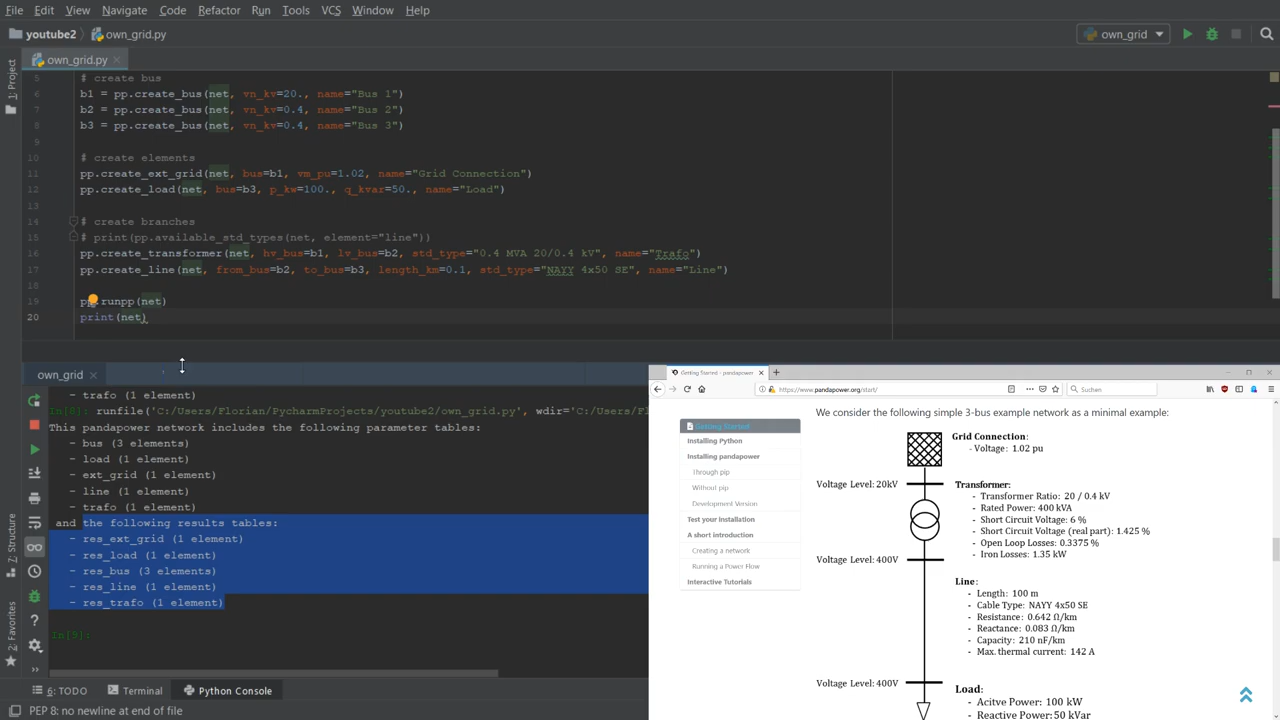 File Edit View Navigate Code Refactor Run Tools VCS Window Help
youtube2 own_grid.py own_grid
own_grid.py
1: Project
5 # create bus
6 b1 = pp.create_bus(net, vn_kv=20., name="Bus 1")
7 b2 = pp.create_bus(net, vn_kv=0.4, name="Bus 2")
8 b3 = pp.create_bus(net, vn_kv=0.4, name="Bus 3")
9
10 # create elements
11 pp.create_ext_grid(net, bus=b1, vm_pu=1.02, name="Grid Connection")
12 pp.create_load(net, bus=b3, p_kw=100., q_kvar=50., name="Load")
13
14 # create branches
15 # print(pp.available_std_types(net, element="line"))
16 pp.create_transformer(net, hv_bus=b1, lv_bus=b2, std_type="0.4 MVA 20/0.4 kV", name="Trafo")
17 pp.create_line(net, from_bus=b2, to_bus=b3, length_km=0.1, std_type="NAYY 4x50 SE", name="Line")
18
19 pp.runpp(net)
20 print(net)
own_grid
- trafo (1 element)
In[8]: runfile('C:/Users/Florian/PycharmProjects/youtube2/own_grid.py', wdir='C:/Users/Fl
This pandapower network includes the following parameter tables:
- bus (3 elements)
- load (1 element)
- ext_grid (1 element)
- line (1 element)
- trafo (1 element)
and the following results tables:
- res_ext_grid (1 element)
- res_load (1 element)
- res_bus (3 elements)
- res_line (1 element)
- res_trafo (1 element)
In[9]:
Z: Structure
2: Favorites
6: TODO Terminal Python Console
PEP 8: no newline at end of file
Getting Started - pandapower
https://www.pandapower.org/start/ Suchen
Getting Started
Installing Python
Installing pandapower
Through pip
Without pip
Development Version
Test your installation
A short introduction
Creating a network
Running a Power Flow
Interactive Tutorials
We consider the following simple 3-bus example network as a minimal example:
Grid Connection:
- Voltage: 1.02 pu
Voltage Level: 20kV
Transformer:
- Transformer Ratio: 20 / 0.4 kV
- Rated Power: 400 kVA
- Short Circuit Voltage: 6 %
- Short Circuit Voltage (real part): 1.425 %
- Open Loop Losses: 0.3375 %
- Iron Losses: 1.35 kW
Voltage Level: 400V
Line:
- Length: 100 m
- Cable Type: NAYY 4x50 SE
- Resistance: 0.642 Ω/km
- Reactance: 0.083 Ω/km
- Capacity: 210 nF/km
- Max. thermal current: 142 A
Voltage Level: 400V
Load:
- Acitve Power: 100 kW
- Reactive Power: 50 kVar